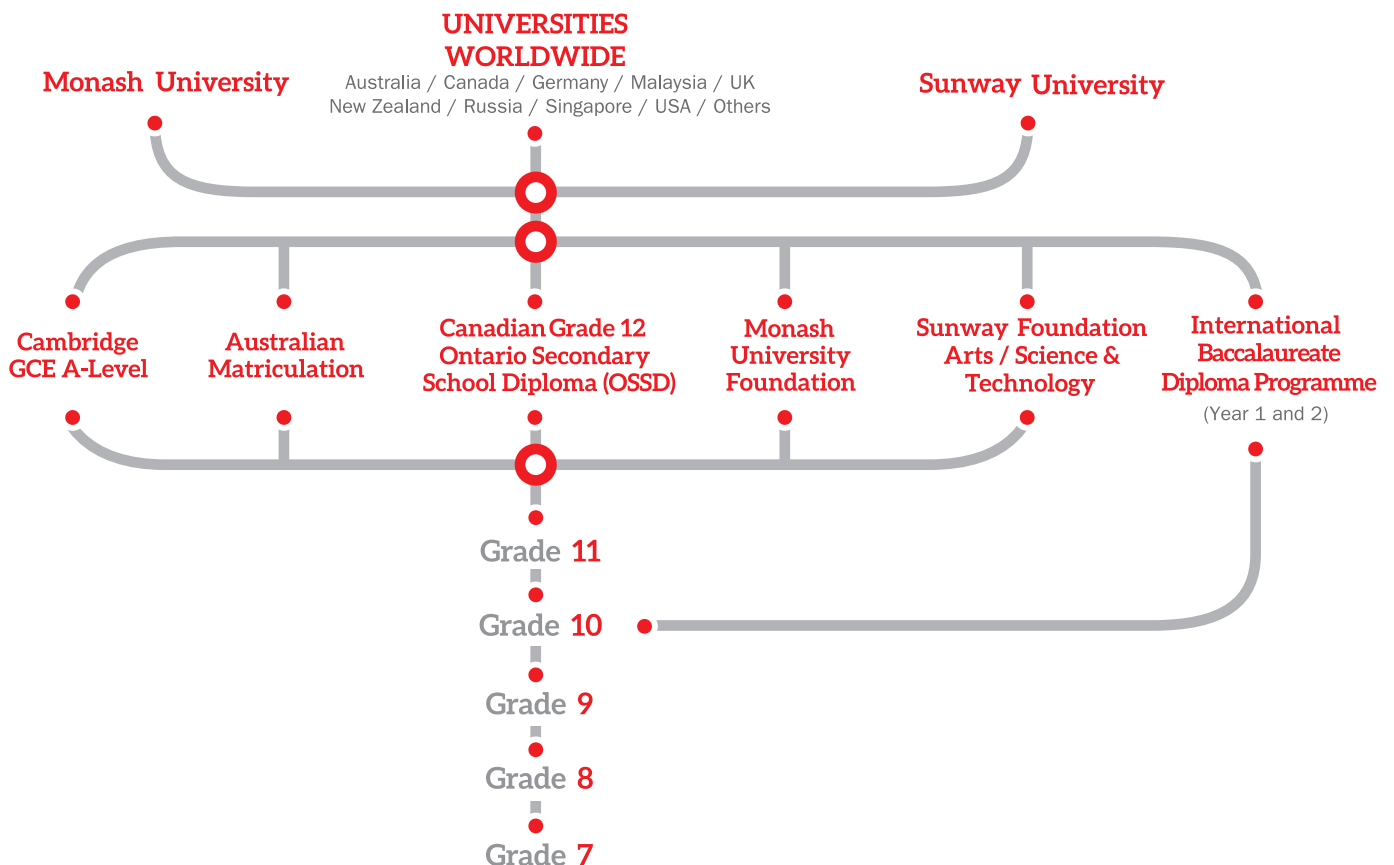 UNIVERSITIES
WORLDWIDE
Australia / Canada / Germany / Malaysia / UK
New Zealand / Russia / Singapore / USA / Others
Monash University
Sunway University
Cambridge
GCE A-Level
Australian
Matriculation
Canadian Grade 12
Ontario Secondary
School Diploma (OSSD)
Monash
University
Foundation
Sunway Foundation
Arts / Science &
Technology
International
Baccalaureate
Diploma Programme
(Year 1 and 2)
Grade 11
Grade 10
Grade 9
Grade 8
Grade 7